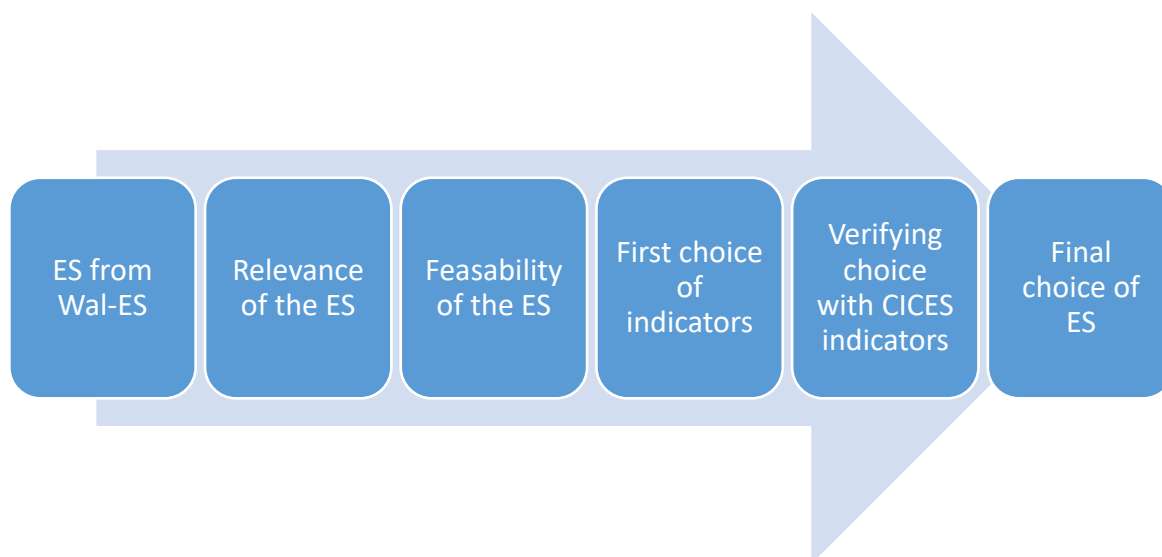 ES from
Wal-ES
Relevance
of the ES
Feasability
of the ES
First choice
of
indicators
Verifying
choice
with CICES
indicators
Final
choice of
ES